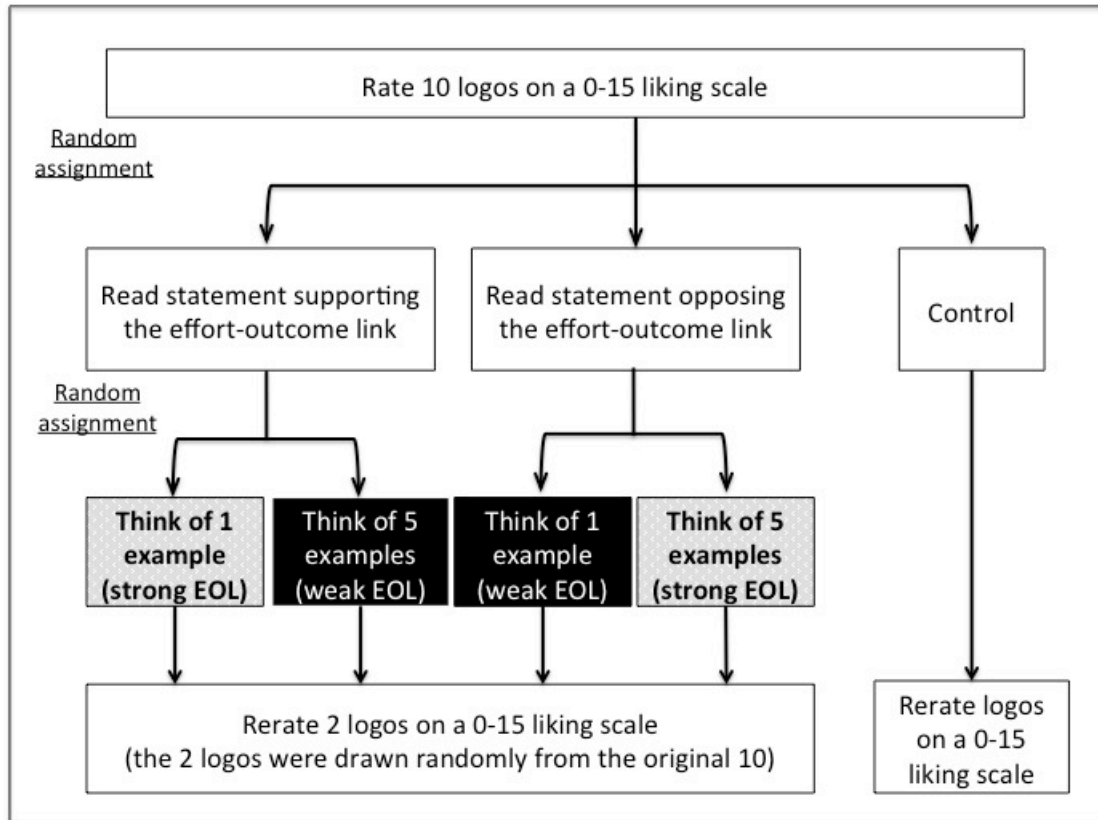 Rate 10 logos on a 0-15 liking scale
Random
assignment
Read statement supporting
the effort-outcome link
Read statement opposing
the effort-outcome link
Control
Random
assignment
Think of 1
example
(strong EOL)
Think of 5
examples
(weak EOL)
Think of 1
example
(weak EOL)
Think of 5
examples
(strong EOL)
Rerate 2 logos on a 0-15 liking scale
(the 2 logos were drawn randomly from the original 10)
Rerate logos
on a 0-15
liking scale